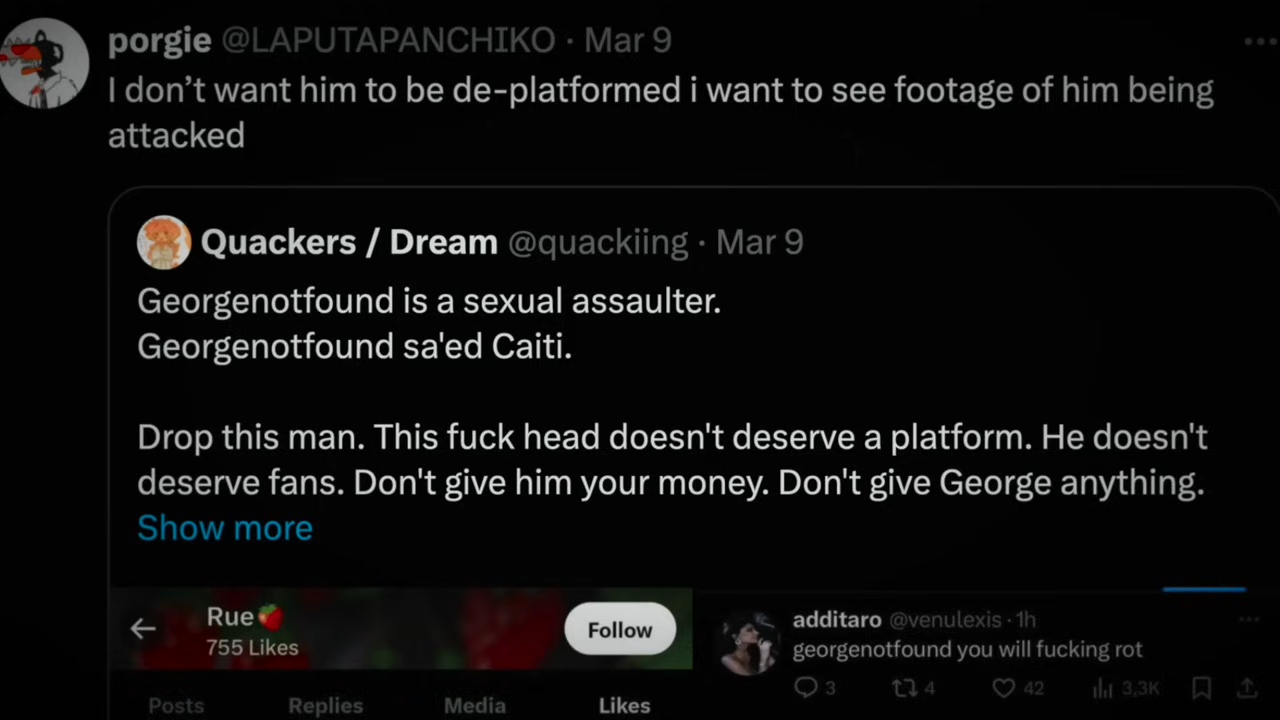 porgie @LAPUTAPANCHIKO · Mar 9
I don’t want him to be de-platformed i want to see footage of him being
attacked
Quackers / Dream @quackiing · Mar 9
Georgenotfound is a sexual assaulter.
Georgenotfound sa'ed Caiti.
Drop this man. This fuck head doesn't deserve a platform. He doesn't
deserve fans. Don't give him your money. Don't give George anything.
Show more
Rue🍓
755 Likes
Follow
Posts Replies Media Likes
additaro @venulexis · 1h
georgenotfound you will fucking rot
3 4 42 3,3K